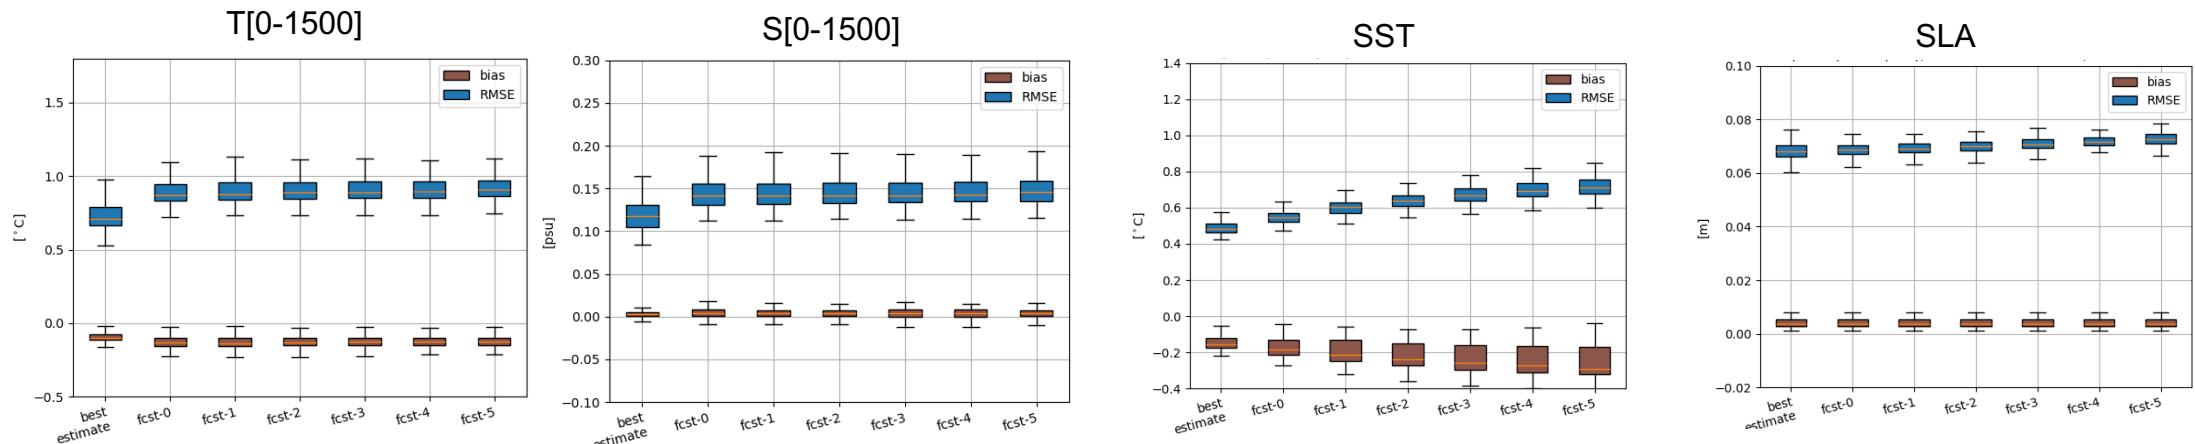 T[0-1500]
1.5
1.0
0.5
0.0
−0.5
[°C]
bias
RMSE
best
estimate
fcst-0
fcst-1
fcst-2
fcst-3
fcst-4
fcst-5
S[0-1500]
0.30
0.25
0.20
0.15
0.10
0.05
0.00
−0.05
−0.10
[psu]
bias
RMSE
best
estimate
fcst-0
fcst-1
fcst-2
fcst-3
fcst-4
fcst-5
SST
1.4
1.2
1.0
0.8
0.6
0.4
0.2
0.0
−0.2
−0.4
[°C]
bias
RMSE
best
estimate
fcst-0
fcst-1
fcst-2
fcst-3
fcst-4
fcst-5
SLA
0.10
0.08
0.06
0.04
0.02
0.00
−0.02
[m]
bias
RMSE
best
estimate
fcst-0
fcst-1
fcst-2
fcst-3
fcst-4
fcst-5